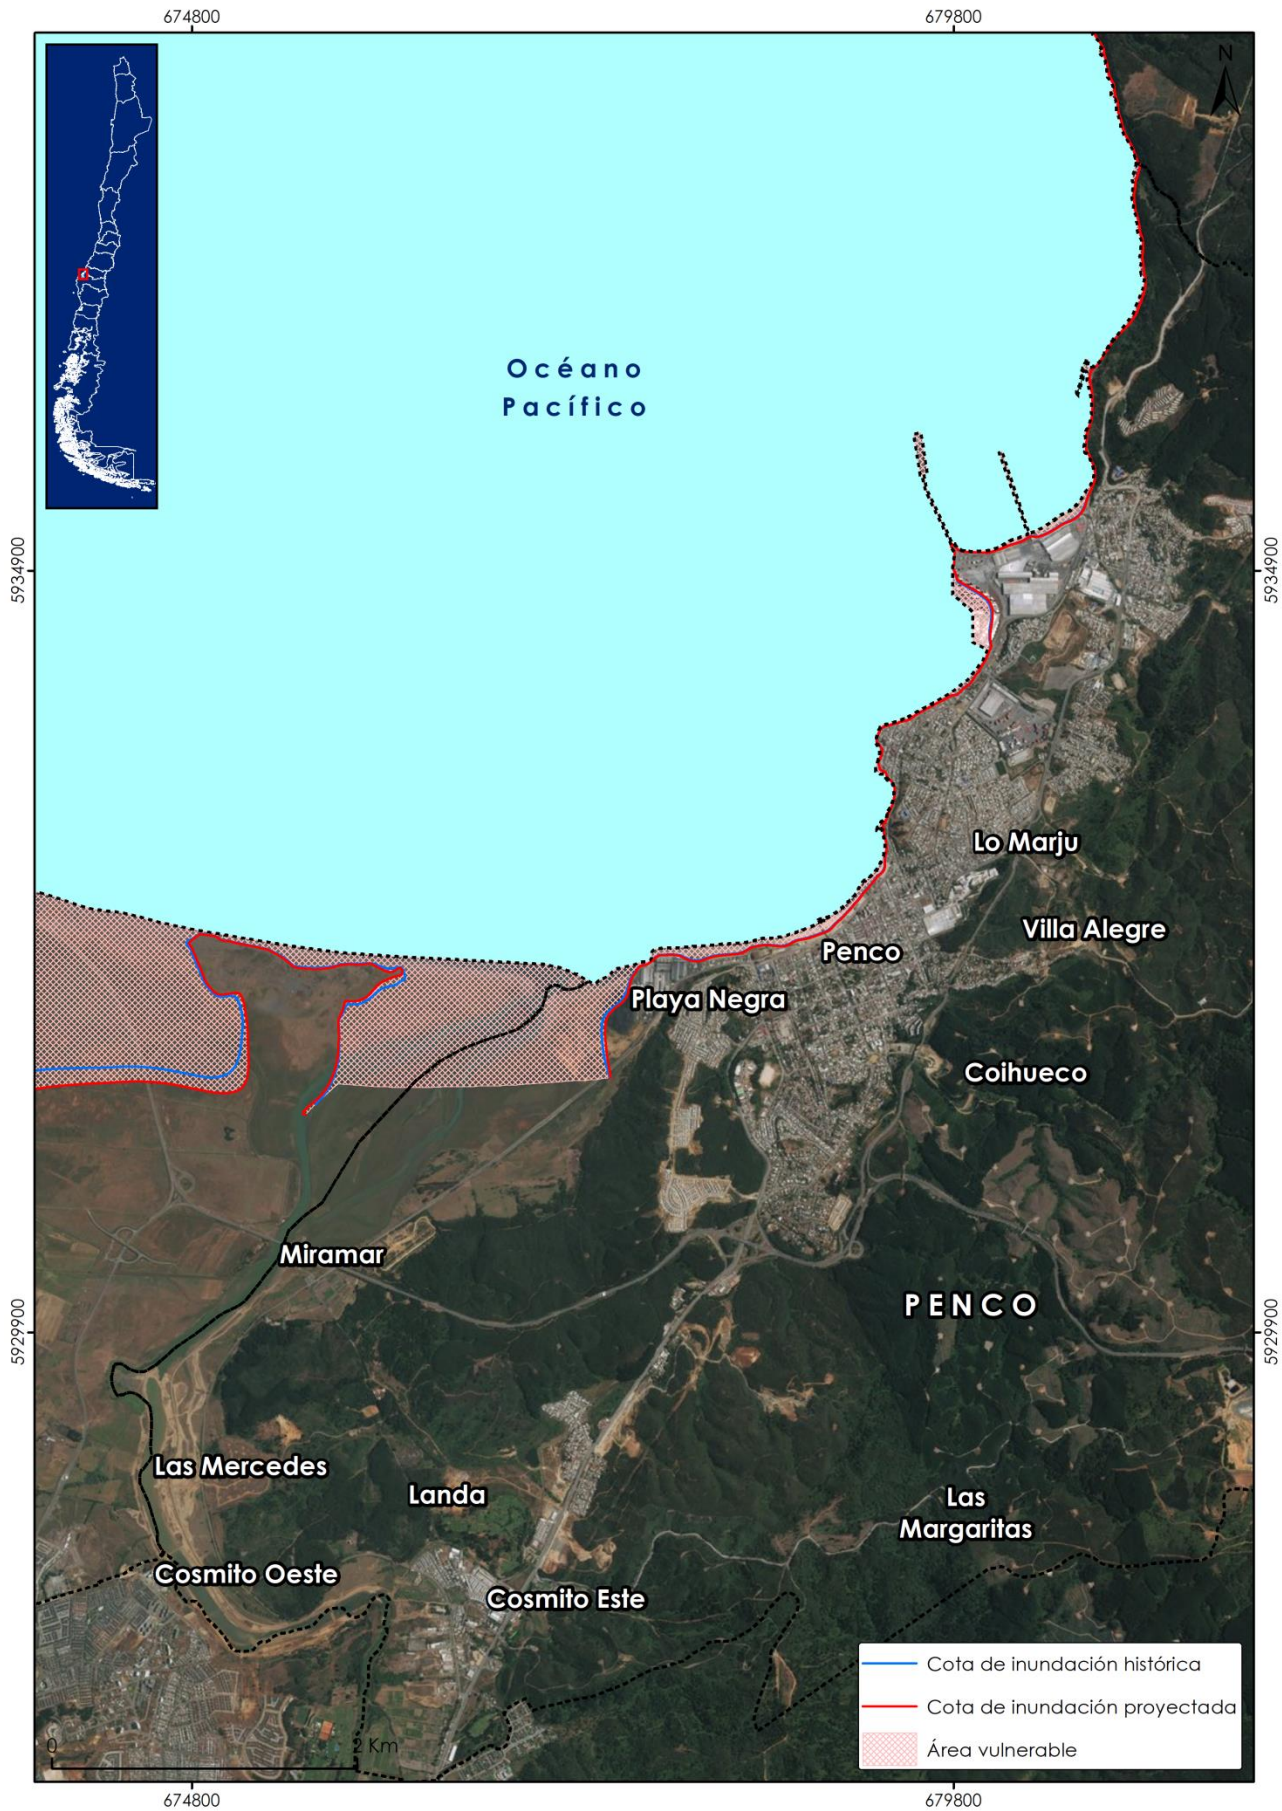 674800
679800
N
Océano
Pacífico
5934900
5934900
Lo Marju
Villa Alegre
Penco
Playa Negra
Coihueco
Miramar
PENCO
5929900
5929900
Las Mercedes
Landa
Las
Margaritas
Cosmito Oeste
Cosmito Este
Cota de inundación histórica
Cota de inundación proyectada
Área vulnerable
0
2 Km
674800
679800